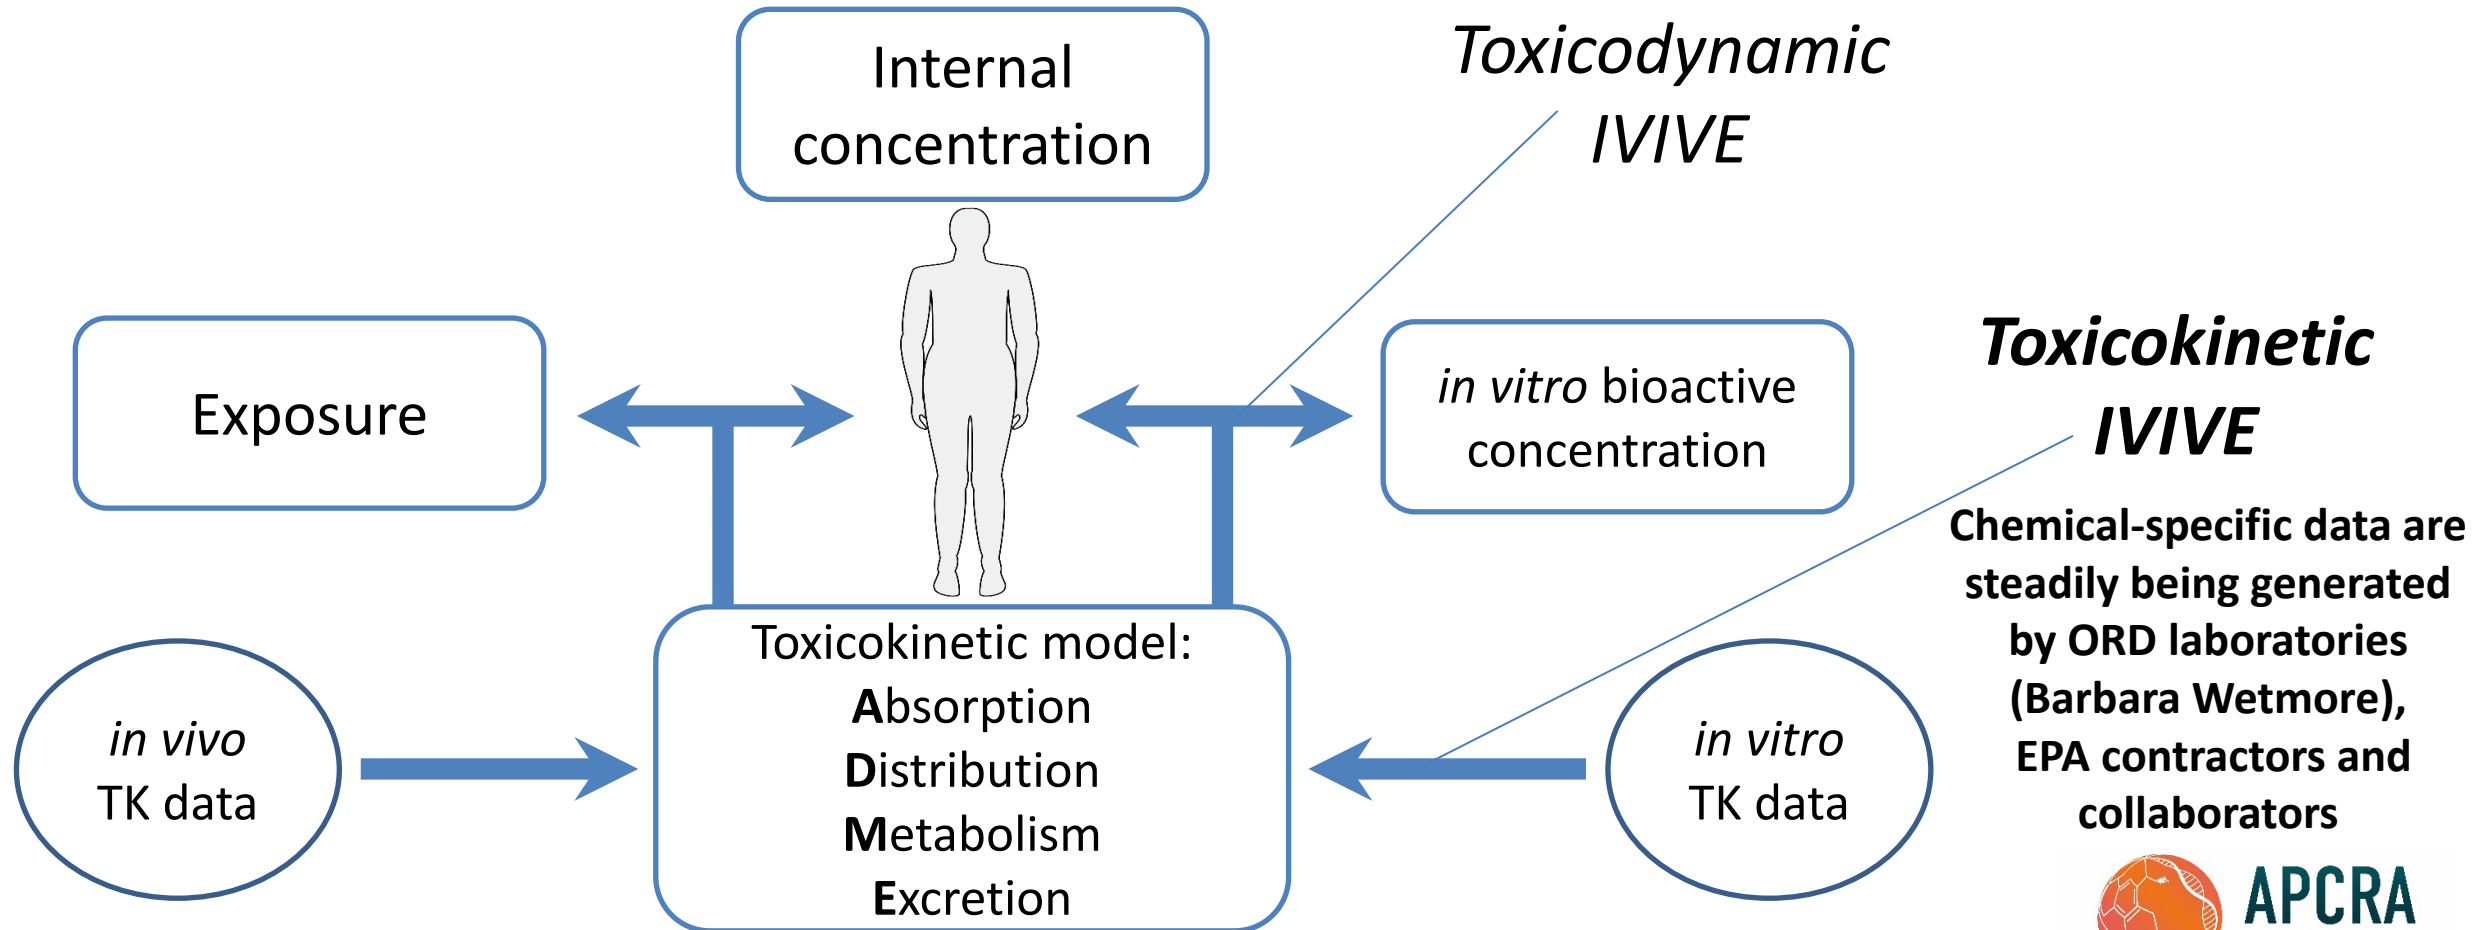 Internal
concentration
Toxicodynamic
IVIVE
Exposure
in vitro bioactive
concentration
Toxicokinetic
IVIVE
Chemical-specific data are
steadily being generated
by ORD laboratories
(Barbara Wetmore),
EPA contractors and
collaborators
in vivo
TK data
Toxicokinetic model:
Absorption
Distribution
Metabolism
Excretion
in vitro
TK data
APCRA